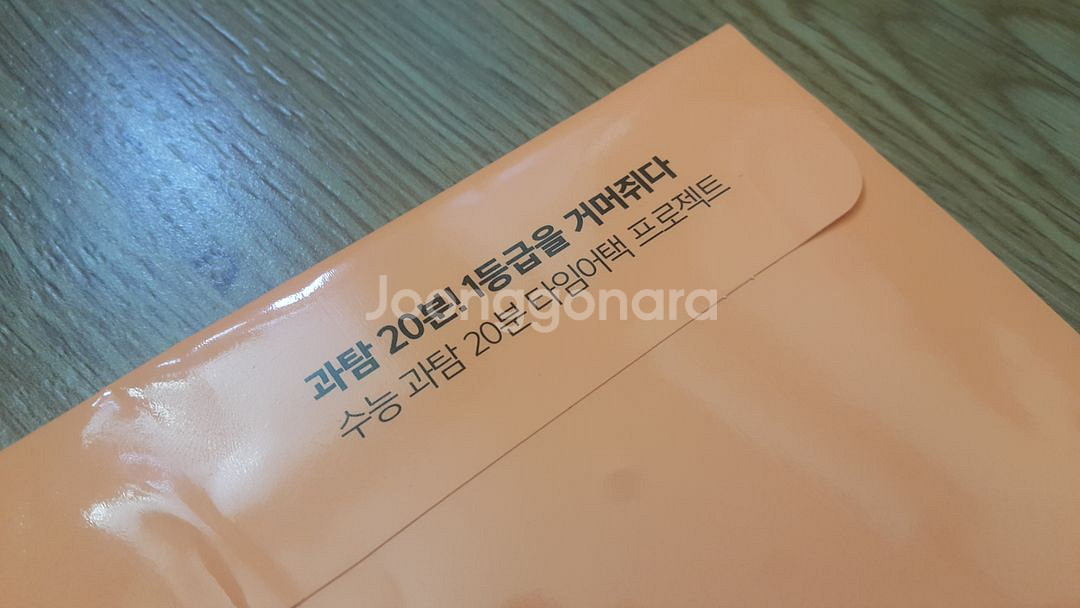 과탐 20분! 1등급을 거머쥐다
수능 과탐 20분 타임어택 프로젝트
Joonggonara